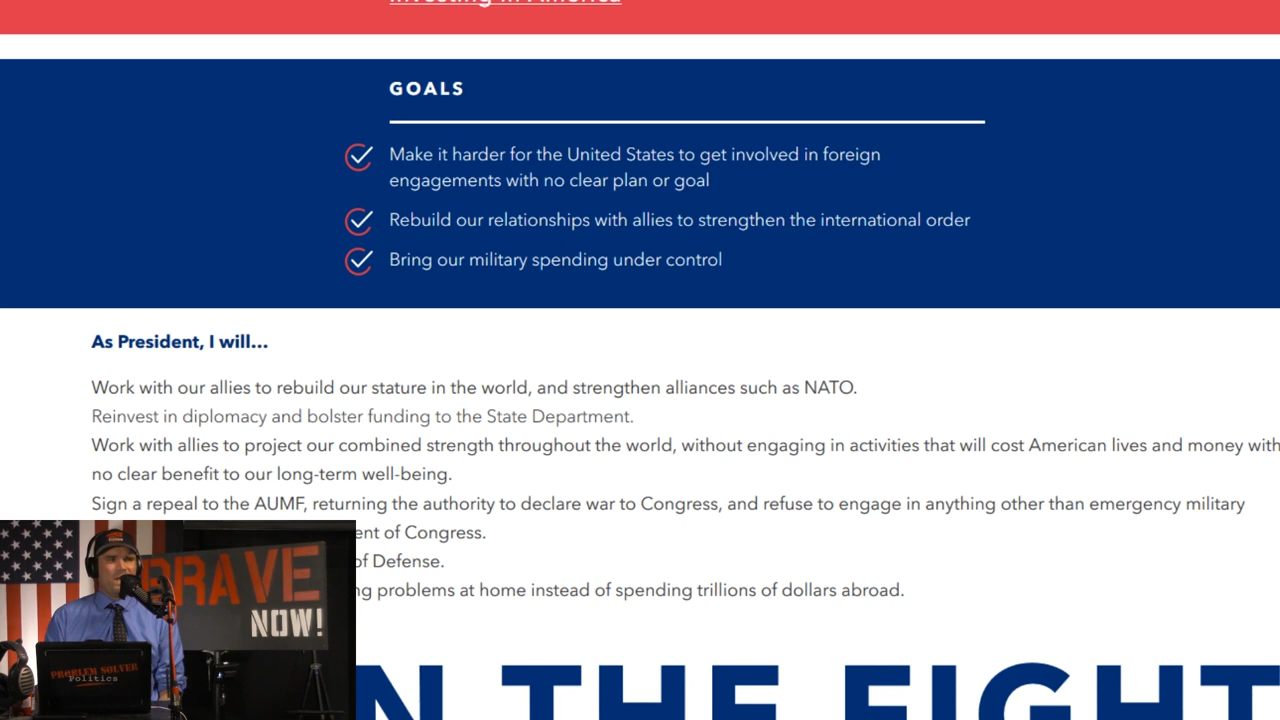 Investing in America
GOALS
Make it harder for the United States to get involved in foreign
engagements with no clear plan or goal
Rebuild our relationships with allies to strengthen the international order
Bring our military spending under control
As President, I will...
Work with our allies to rebuild our stature in the world, and strengthen alliances such as NATO.
Reinvest in diplomacy and bolster funding to the State Department.
Work with allies to project our combined strength throughout the world, without engaging in activities that will cost American lives and money with
no clear benefit to our long-term well-being.
Sign a repeal to the AUMF, returning the authority to declare war to Congress, and refuse to engage in anything other than emergency military
of Congress.
of Defense.
problems at home instead of spending trillions of dollars abroad.
BRAVE
NOW!
PROBLEM SOLVER
Politics
THE FIGHT